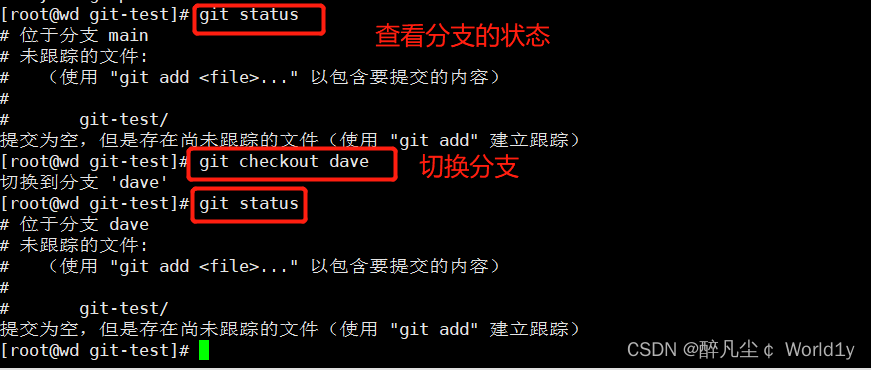 [root@wd git-test]# git status
查看分支的状态
# 位于分支 main
# 未跟踪的文件:
#   （使用 "git add <file>..." 以包含要提交的内容）
#
#       git-test/
提交为空，但是存在尚未跟踪的文件（使用 "git add" 建立跟踪）
[root@wd git-test]# git checkout dave
切换分支
切换到分支 'dave'
[root@wd git-test]# git status
# 位于分支 dave
# 未跟踪的文件:
#   （使用 "git add <file>..." 以包含要提交的内容）
#
#       git-test/
提交为空，但是存在尚未跟踪的文件（使用 "git add" 建立跟踪）
[root@wd git-test]#
CSDN @醉凡尘￠ World1y